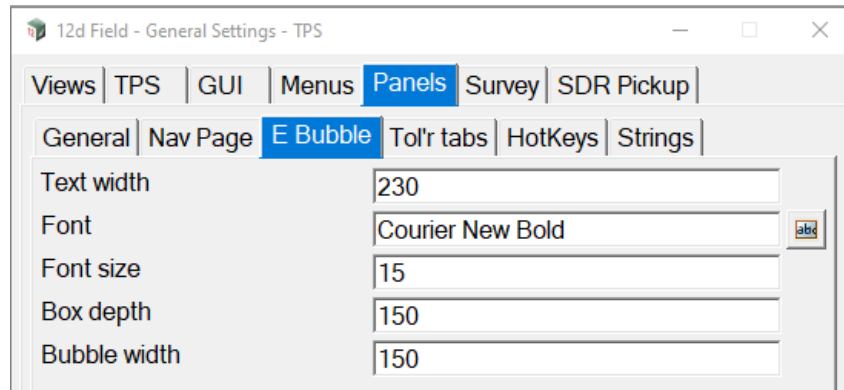 12d Field - General Settings - TPS
Views TPS GUI Menus Panels Survey SDR Pickup
General Nav Page E Bubble Tol'r tabs HotKeys Strings
Text width 230
Font Courier New Bold abc
Font size 15
Box depth 150
Bubble width 150